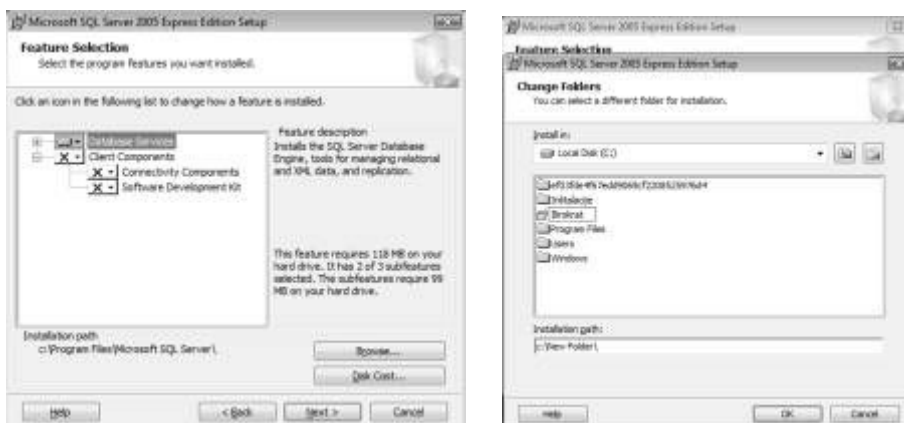 Microsoft SQL Server 2005 Express Edition Setup
Feature Selection
Select the program features you want installed.
Click an icon in the following list to change how a feature is installed.
Database Services
Client Components
Connectivity Components
Software Development Kit
Feature description
Installs the SQL Server Database
Engine, tools for managing relational
and XML data, and replication.
This feature requires 118 MB on your
hard drive. It has 2 of 3 subfeatures
selected. The subfeatures require 99
MB on your hard drive.
Installation path
c:\Program Files\Microsoft SQL Server\
Browse...
Disk Cost...
Help
< Back
Next >
Cancel
Microsoft SQL Server 2005 Express Edition Setup
Feature Selection
Microsoft SQL Server 2005 Express Edition Setup
Change Folders
You can select a different folder for installation.
Install in:
Local Disk (C:)
Instalacije
Birokrat
Program Files
Users
Windows
Installation path:
c:\New Folder\
Help
OK
Cancel